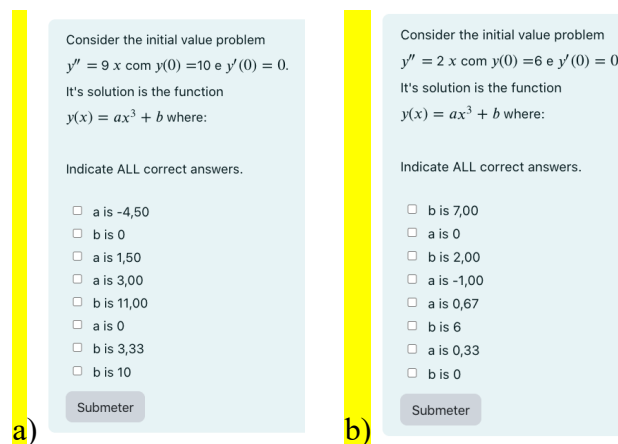 Consider the initial value problem
y″ = 9 x com y(0) =10 e y′(0) = 0.
It's solution is the function
y(x) = ax³ + b where:
Indicate ALL correct answers.
a is -4,50
b is 0
a is 1,50
a is 3,00
b is 11,00
a is 0
b is 3,33
b is 10
Submeter
a)
Consider the initial value problem
y″ = 2 x com y(0) =6 e y′(0) = 0
It's solution is the function
y(x) = ax³ + b where:
Indicate ALL correct answers.
b is 7,00
a is 0
b is 2,00
a is -1,00
a is 0,67
b is 6
a is 0,33
b is 0
Submeter
b)